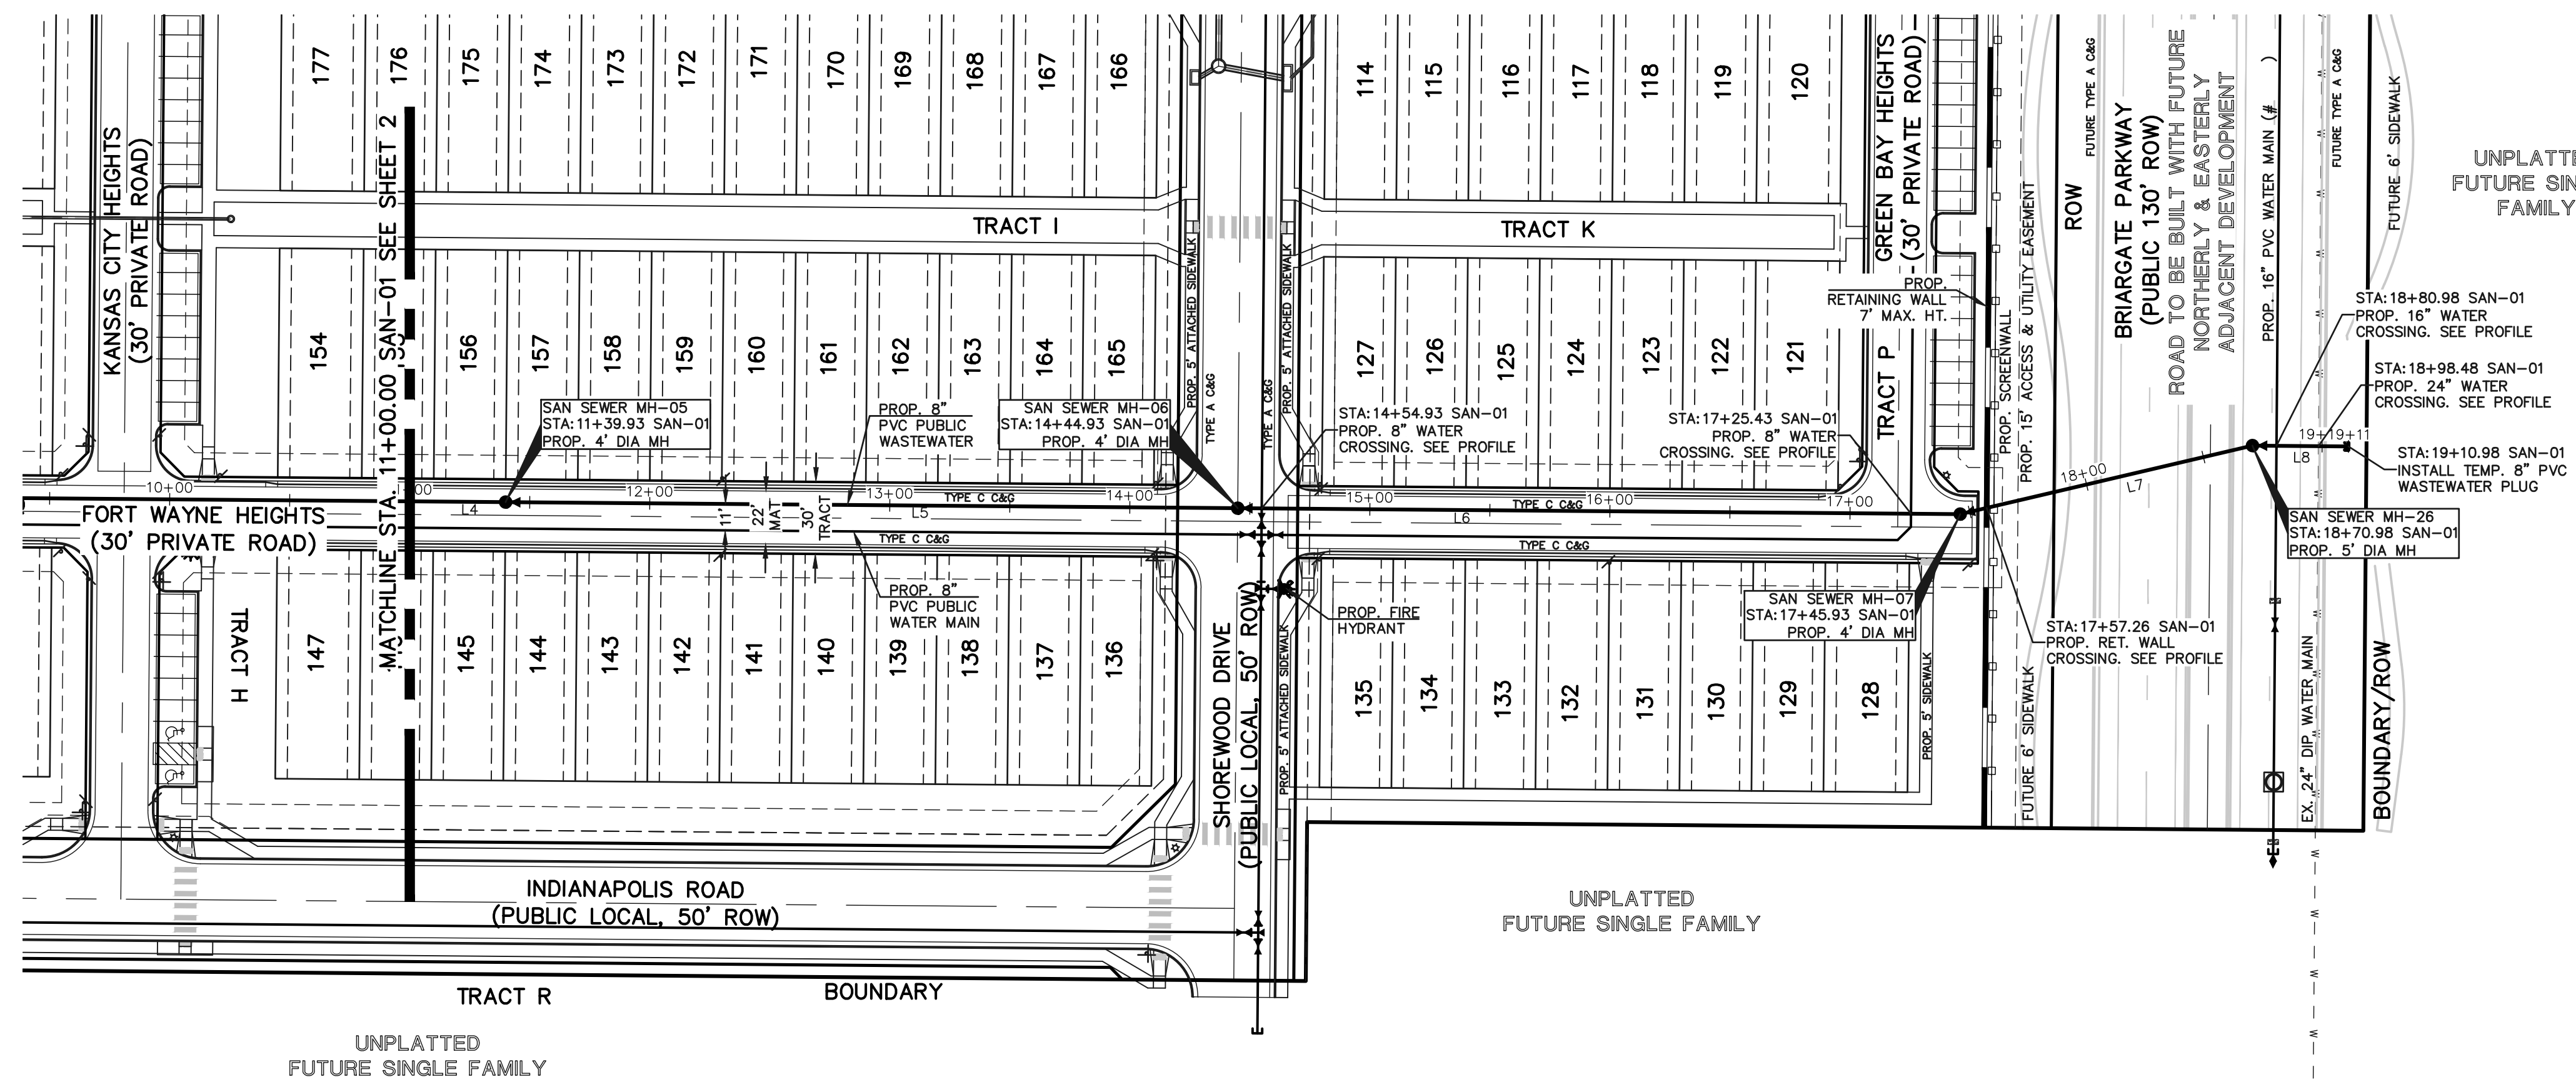 177
176
175
174
173
172
171
170
169
168
167
166
114
115
116
117
118
119
120
KANSAS CITY HEIGHTS
(30' PRIVATE ROAD)
MATCHLINE STA. 11+00.00 SAN-01 SEE SHEET 2
TRACT I
TRACT K
GREEN BAY HEIGHTS
(30' PRIVATE ROAD)
TRACT P
PROP.
RETAINING WALL
7' MAX. HT.
PROP. SCREENWALL
PROP. 15' ACCESS & UTILITY EASEMENT
ROW
FUTURE TYPE A C&G
BRIARGATE PARKWAY
(PUBLIC 130' ROW)
ROAD TO BE BUILT WITH FUTURE
NORTHERLY & EASTERLY
ADJACENT DEVELOPMENT
PROP. 16" PVC WATER MAIN (# )
FUTURE TYPE A C&G
FUTURE 6' SIDEWALK
UNPLATTE
FUTURE SIN
FAMILY
154
156
157
158
159
160
161
162
163
164
165
PROP. 5' ATTACHED SIDEWALK
TYPE A C&G
TYPE A C&G
PROP. 5' ATTACHED SIDEWALK
127
126
125
124
123
122
121
STA:18+80.98 SAN-01
PROP. 16" WATER
CROSSING. SEE PROFILE
STA:18+98.48 SAN-01
PROP. 24" WATER
CROSSING. SEE PROFILE
STA:19+10.98 SAN-01
INSTALL TEMP. 8" PVC
WASTEWATER PLUG
SAN SEWER MH-05
STA:11+39.93 SAN-01
PROP. 4' DIA MH
PROP. 8"
PVC PUBLIC
WASTEWATER
SAN SEWER MH-06
STA:14+44.93 SAN-01
PROP. 4' DIA MH
STA:14+54.93 SAN-01
PROP. 8" WATER
CROSSING. SEE PROFILE
STA:17+25.43 SAN-01
PROP. 8" WATER
CROSSING. SEE PROFILE
10+00
12+00
13+00
14+00
15+00
16+00
17+00
18+00
L4
L5
L6
L7
L8
TYPE C C&G
TYPE C C&G
TYPE C C&G
TYPE C C&G
11'
22'
MAT
30'
TRACT
FORT WAYNE HEIGHTS
(30' PRIVATE ROAD)
SAN SEWER MH-26
STA:18+70.98 SAN-01
PROP. 5' DIA MH
PROP. 8"
PVC PUBLIC
WATER MAIN
PROP. FIRE
HYDRANT
SAN SEWER MH-07
STA:17+45.93 SAN-01
PROP. 4' DIA MH
STA:17+57.26 SAN-01
PROP. RET. WALL
CROSSING. SEE PROFILE
TRACT H
147
145
144
143
142
141
140
139
138
137
136
SHOREWOOD DRIVE
(PUBLIC LOCAL, 50' ROW)
PROP. 5' ATTACHED SIDEWALK
135
134
133
132
131
130
129
128
PROP. 5' SIDEWALK
FUTURE 6' SIDEWALK
EX. 24" DIP WATER MAIN
BOUNDARY/ROW
INDIANAPOLIS ROAD
(PUBLIC LOCAL, 50' ROW)
UNPLATTED
FUTURE SINGLE FAMILY
TRACT R
BOUNDARY
UNPLATTED
FUTURE SINGLE FAMILY